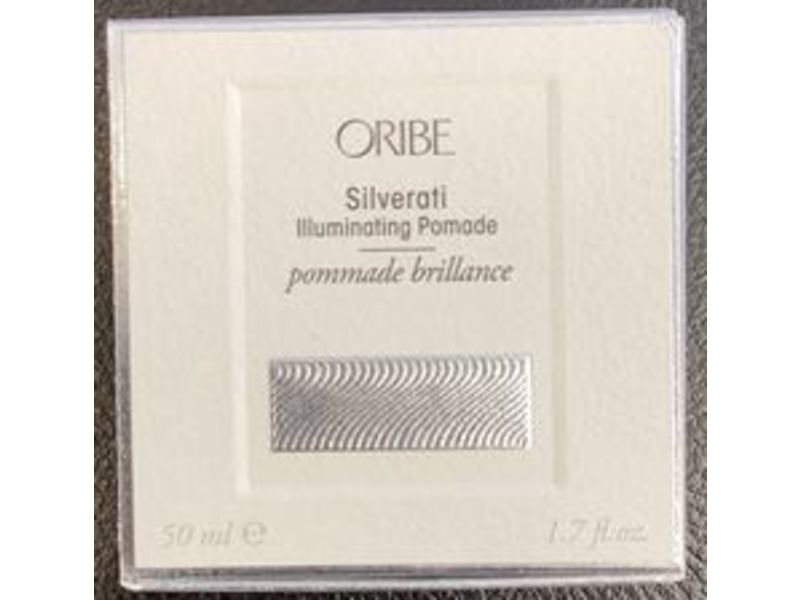 ORIBE
Silverati
Illuminating Pomade
pommade brillance
50 ml ℮ 1.7 fl.oz.